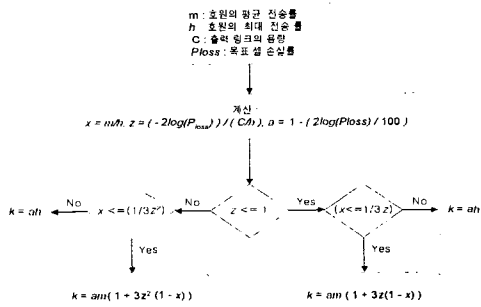 m : 호원의 평균 전송률
h 호원의 최대 전송 률
C : 출력 링크의 용량
Ploss : 목표 셀 손실률
계산 :
x = m/h, z = ( -2log(Ploss) ) / ( C/h ), a = 1 - ( 2log(Ploss) / 100 )
k = ah No x <= (1/3z²) No z <= 1 Yes (x<=1/3z) No k = ah
Yes Yes
k = am( 1 + 3z² (1 - x) ) k = am ( 1 + 3z(1 - x) )